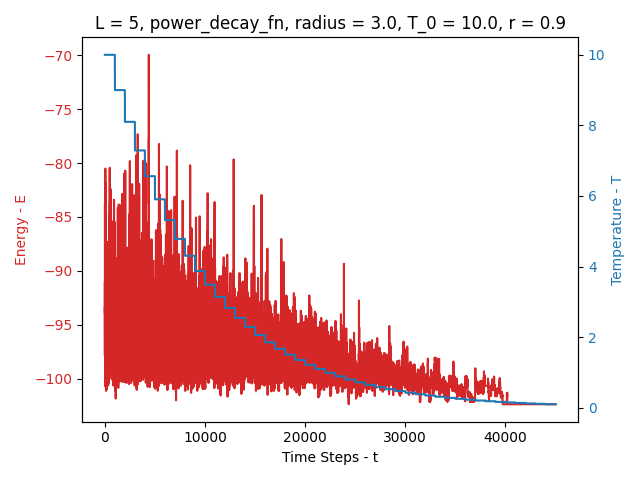 L = 5, power_decay_fn, radius = 3.0, T_0 = 10.0, r = 0.9
−70
−75
−80
−85
−90
−95
−100
Energy - E
10
8
6
4
2
0
Temperature - T
0 10000 20000 30000 40000
Time Steps - t